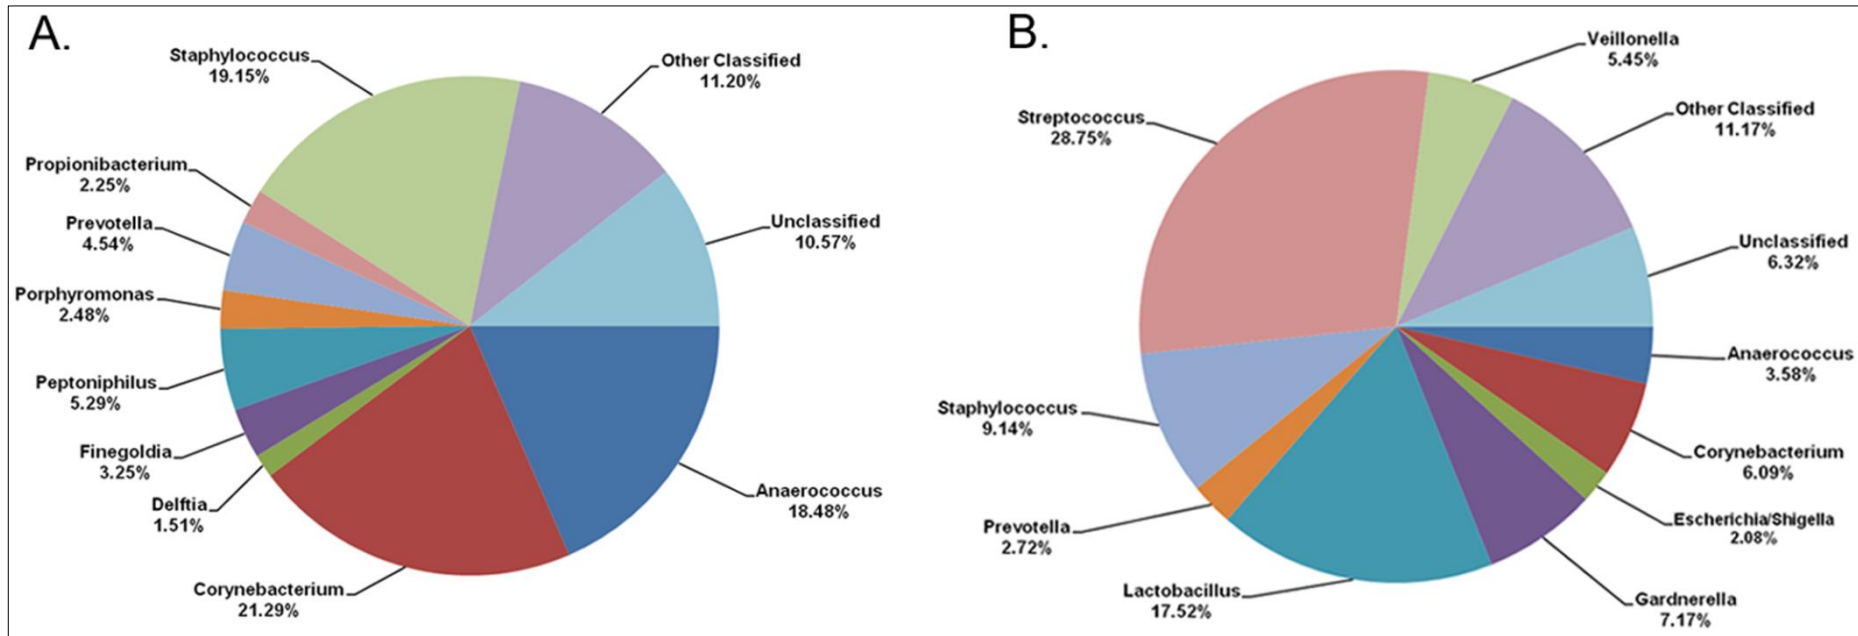 A.
Staphylococcus
19.15%
Other Classified
11.20%
Propionibacterium
2.25%
Prevotella
4.54%
Unclassified
10.57%
Porphyromonas
2.48%
Peptoniphilus
5.29%
Finegoldia
3.25%
Delftia
1.51%
Anaerococcus
18.48%
Corynebacterium
21.29%
B.
Veillonella
5.45%
Streptococcus
28.75%
Other Classified
11.17%
Unclassified
6.32%
Anaerococcus
3.58%
Staphylococcus
9.14%
Corynebacterium
6.09%
Escherichia/Shigella
2.08%
Prevotella
2.72%
Lactobacillus
17.52%
Gardnerella
7.17%